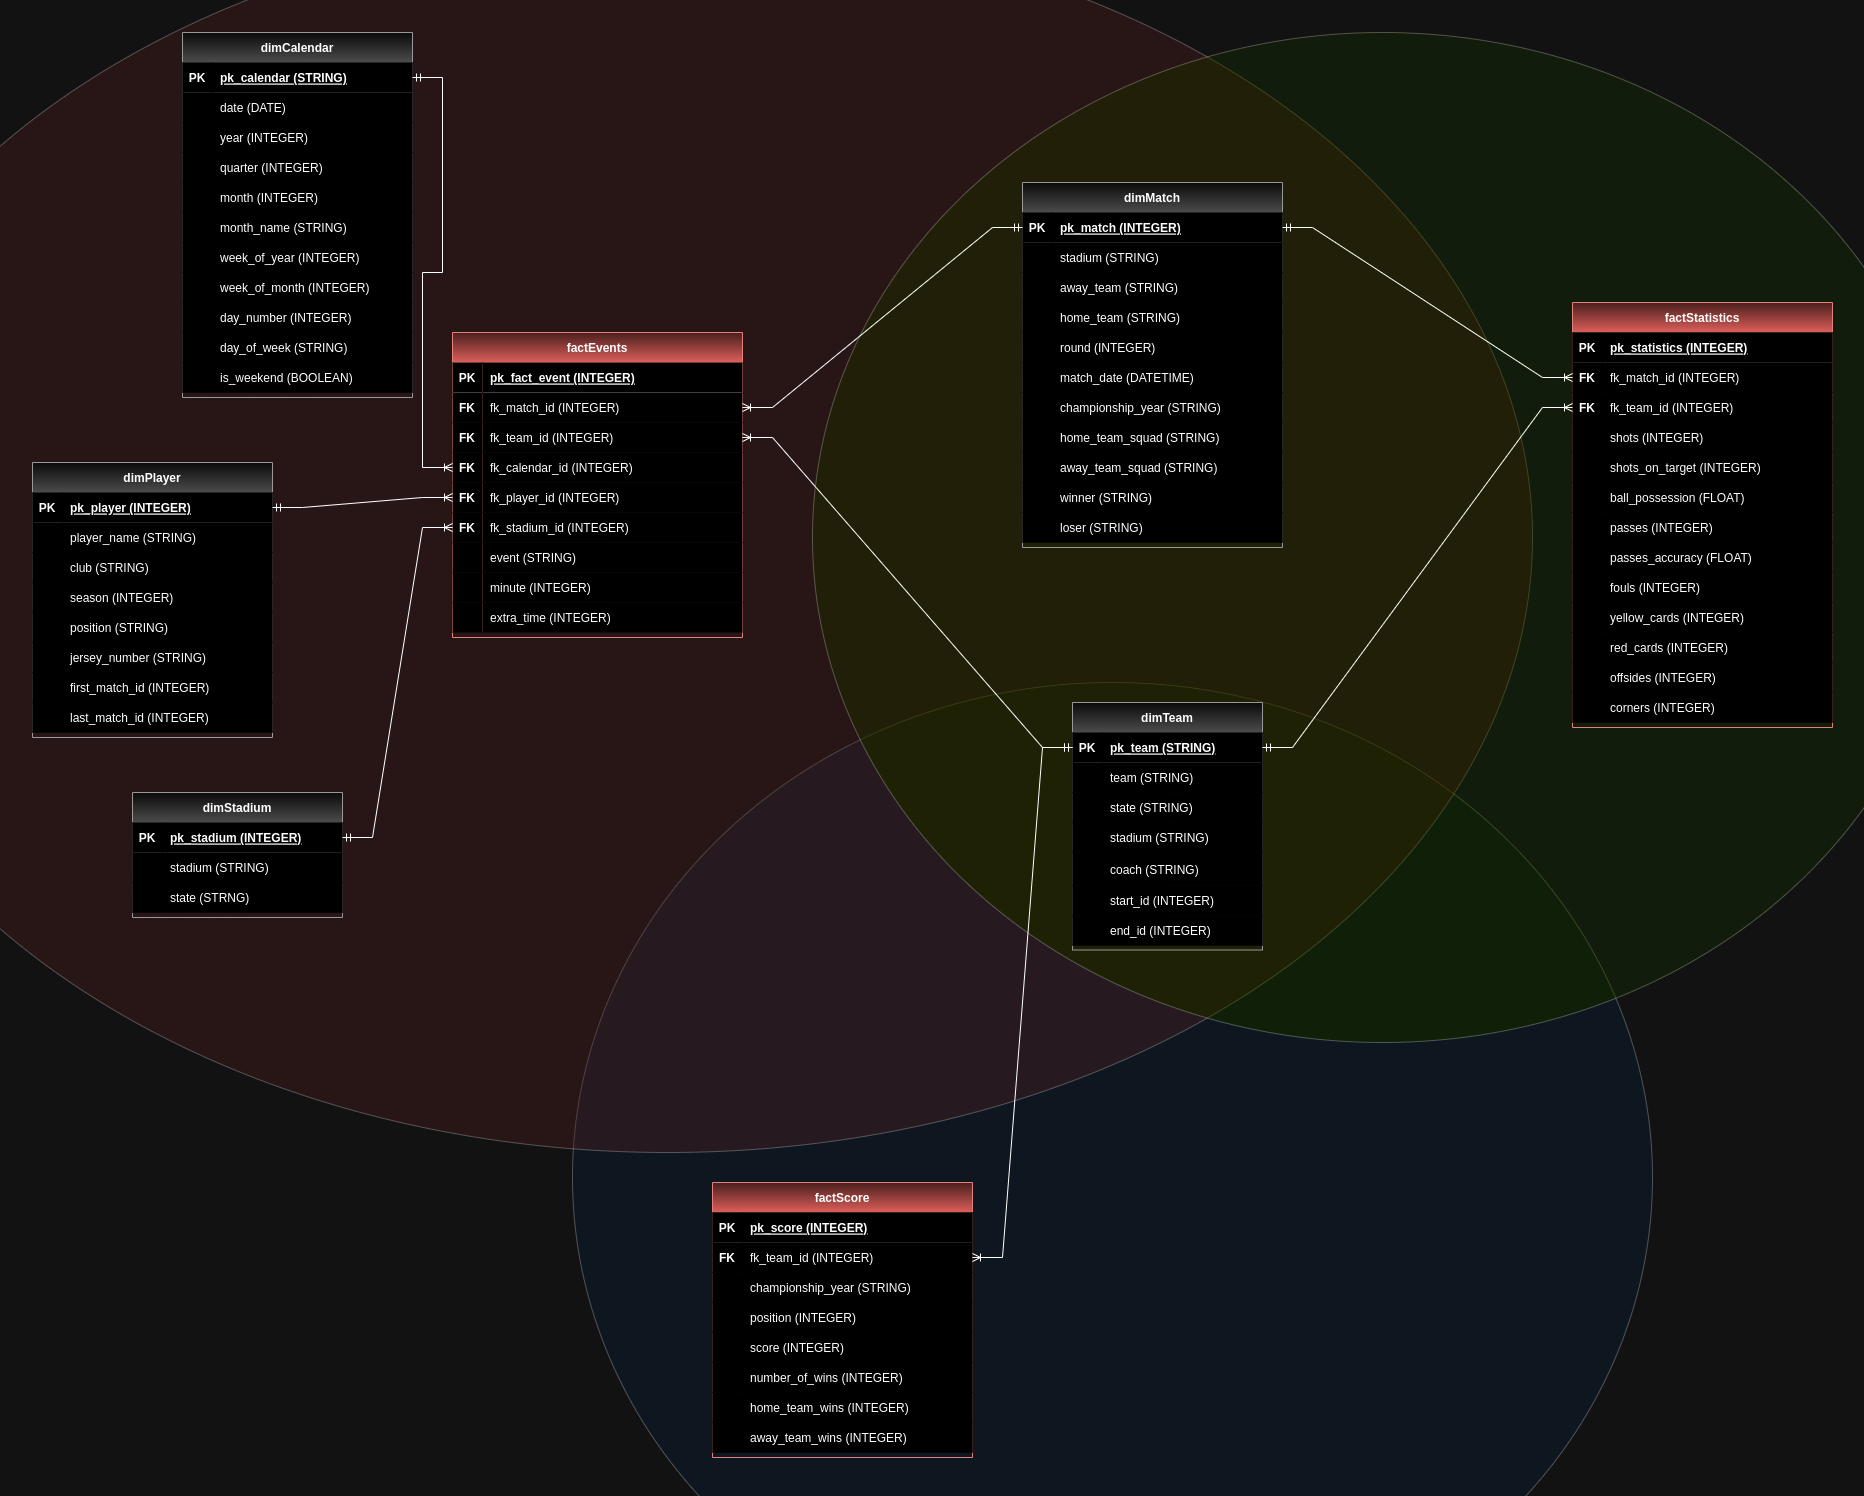 dimCalendar
PK pk_calendar (STRING)
date (DATE)
year (INTEGER)
quarter (INTEGER)
month (INTEGER)
month_name (STRING)
week_of_year (INTEGER)
week_of_month (INTEGER)
day_number (INTEGER)
day_of_week (STRING)
is_weekend (BOOLEAN)
dimMatch
PK pk_match (INTEGER)
stadium (STRING)
away_team (STRING)
home_team (STRING)
round (INTEGER)
match_date (DATETIME)
championship_year (STRING)
home_team_squad (STRING)
away_team_squad (STRING)
winner (STRING)
loser (STRING)
factStatistics
PK pk_statistics (INTEGER)
FK fk_match_id (INTEGER)
FK fk_team_id (INTEGER)
shots (INTEGER)
shots_on_target (INTEGER)
ball_possession (FLOAT)
passes (INTEGER)
passes_accuracy (FLOAT)
fouls (INTEGER)
yellow_cards (INTEGER)
red_cards (INTEGER)
offsides (INTEGER)
corners (INTEGER)
factEvents
PK pk_fact_event (INTEGER)
FK fk_match_id (INTEGER)
FK fk_team_id (INTEGER)
FK fk_calendar_id (INTEGER)
FK fk_player_id (INTEGER)
FK fk_stadium_id (INTEGER)
event (STRING)
minute (INTEGER)
extra_time (INTEGER)
dimPlayer
PK pk_player (INTEGER)
player_name (STRING)
club (STRING)
season (INTEGER)
position (STRING)
jersey_number (STRING)
first_match_id (INTEGER)
last_match_id (INTEGER)
dimTeam
PK pk_team (STRING)
team (STRING)
state (STRING)
stadium (STRING)
coach (STRING)
start_id (INTEGER)
end_id (INTEGER)
dimStadium
PK pk_stadium (INTEGER)
stadium (STRING)
state (STRNG)
factScore
PK pk_score (INTEGER)
FK fk_team_id (INTEGER)
championship_year (STRING)
position (INTEGER)
score (INTEGER)
number_of_wins (INTEGER)
home_team_wins (INTEGER)
away_team_wins (INTEGER)